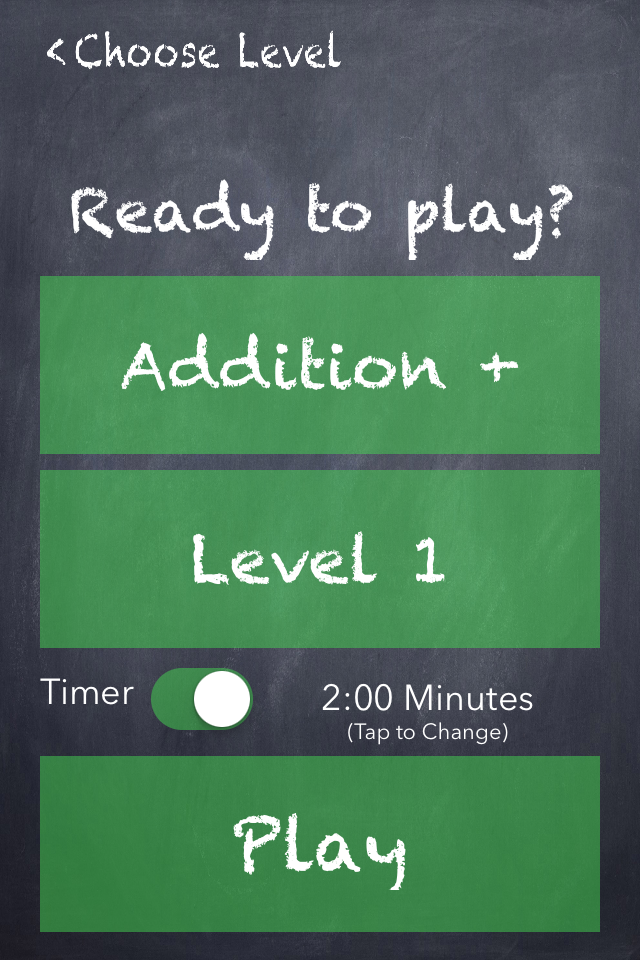 <Choose Level
Ready to play?
Addition +
Level 1
Timer
2:00 Minutes
(Tap to Change)
Play